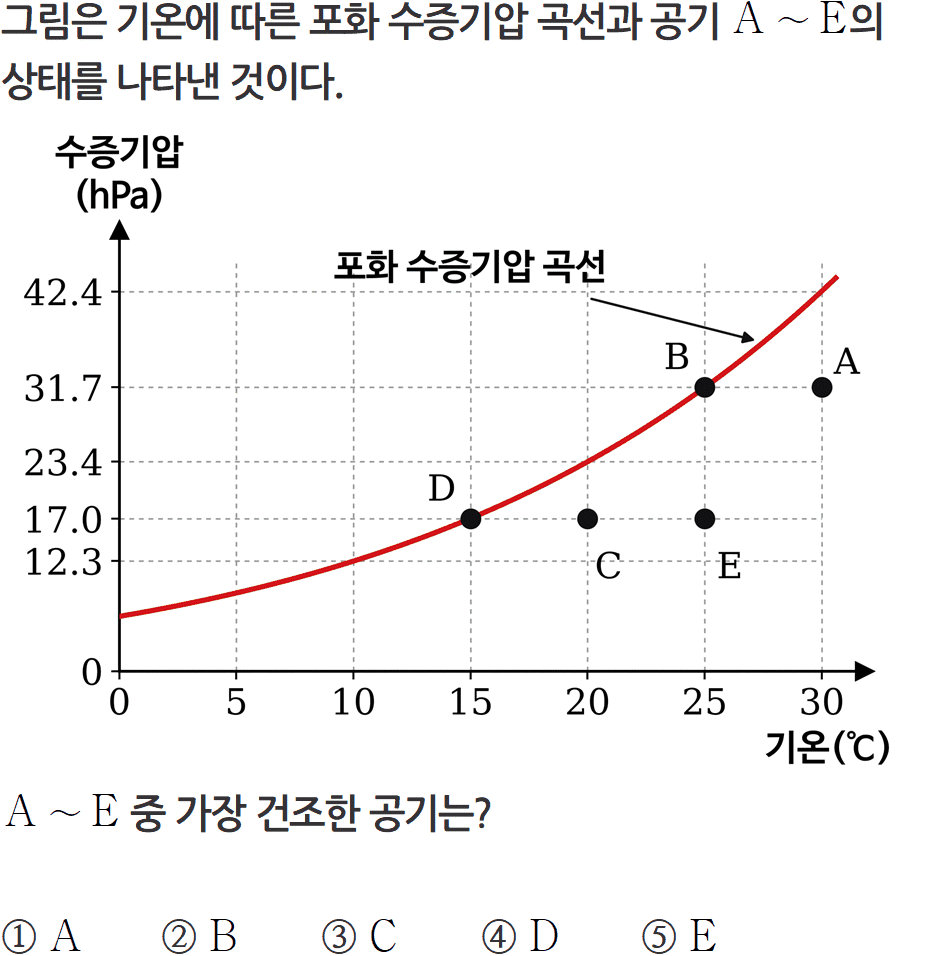 그림은 기온에 따른 포화 수증기압 곡선과 공기 A ~ E의
상태를 나타낸 것이다.
수증기압
(hPa)
포화 수증기압 곡선
42.4
B
A
31.7
23.4
D
17.0
C
E
12.3
0
0 5 10 15 20 25 30
기온(℃)
A ~ E 중 가장 건조한 공기는?
① A ② B ③ C ④ D ⑤ E